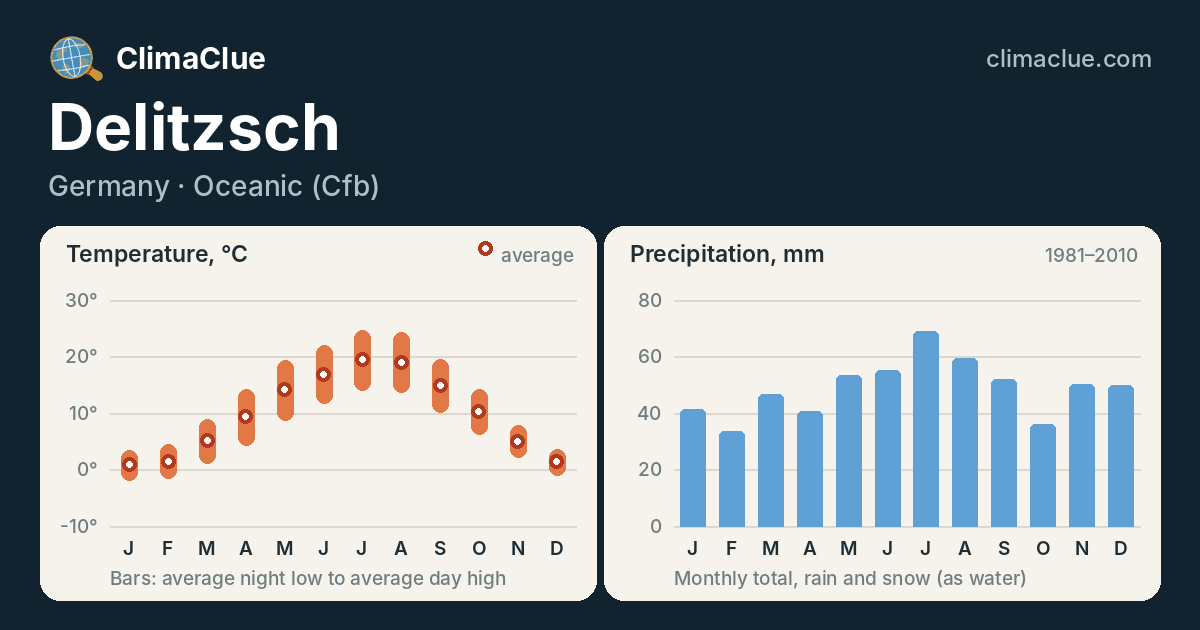 ClimaClue
climaclue.com
Delitzsch
Germany · Oceanic (Cfb)
Temperature, °C
average
30°
20°
10°
0°
-10°
J F M A M J J A S O N D
Bars: average night low to average day high
Precipitation, mm
1981–2010
80
60
40
20
0
J F M A M J J A S O N D
Monthly total, rain and snow (as water)